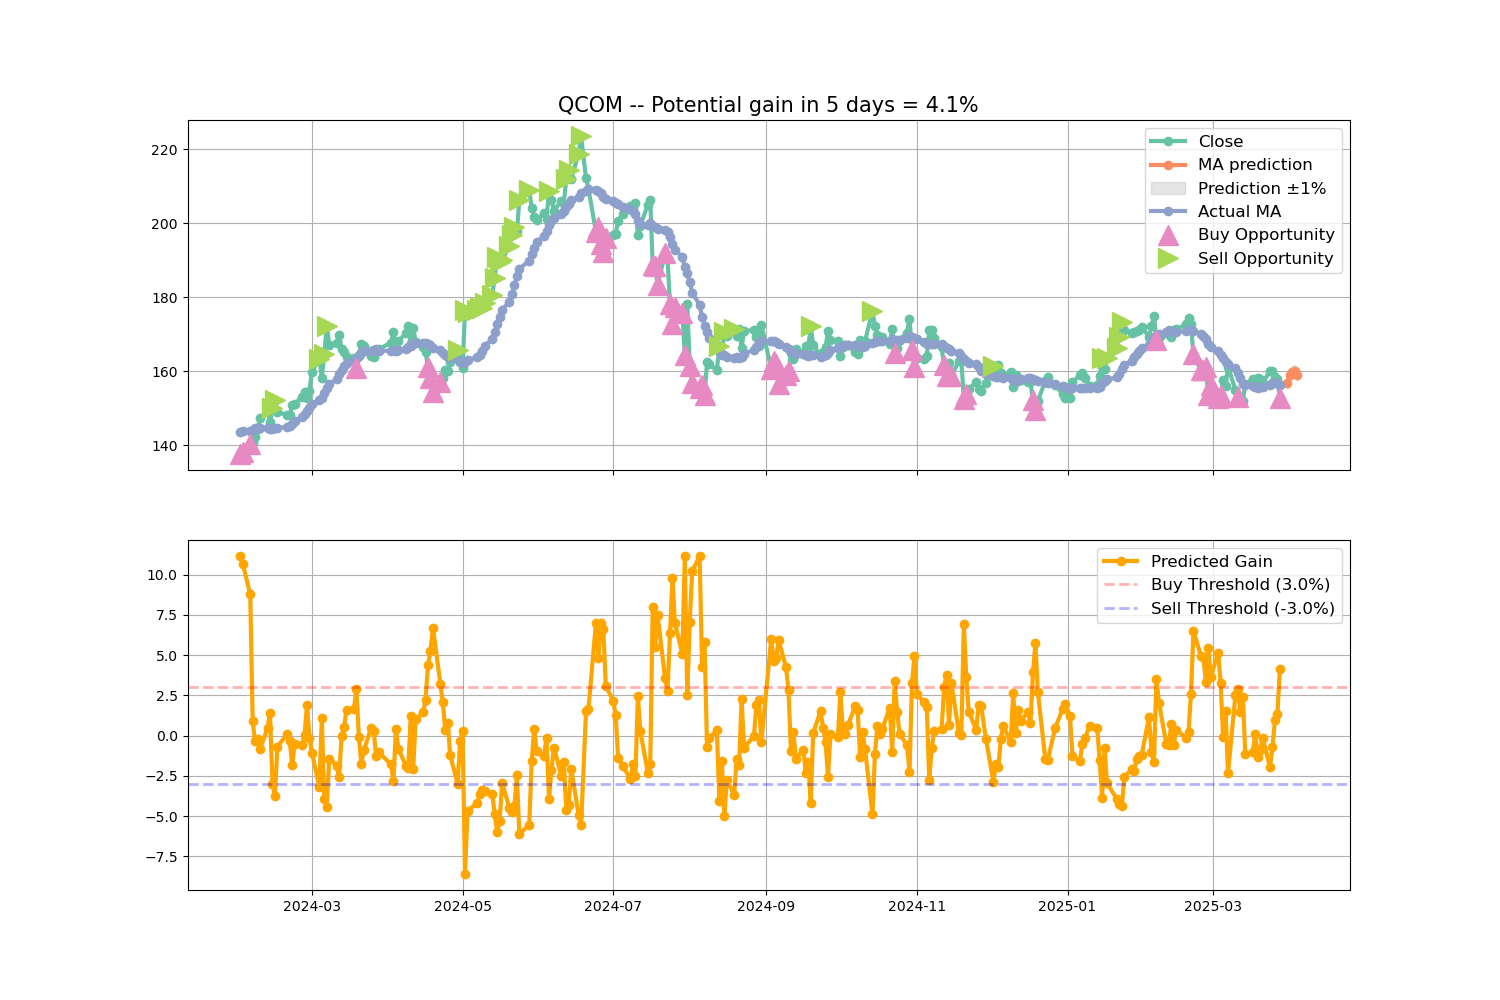 QCOM -- Potential gain in 5 days = 4.1%
220
200
180
160
140
Close
MA prediction
Prediction ±1%
Actual MA
Buy Opportunity
Sell Opportunity
10.0
7.5
5.0
2.5
0.0
−2.5
−5.0
−7.5
Predicted Gain
Buy Threshold (3.0%)
Sell Threshold (-3.0%)
2024-03
2024-05
2024-07
2024-09
2024-11
2025-01
2025-03